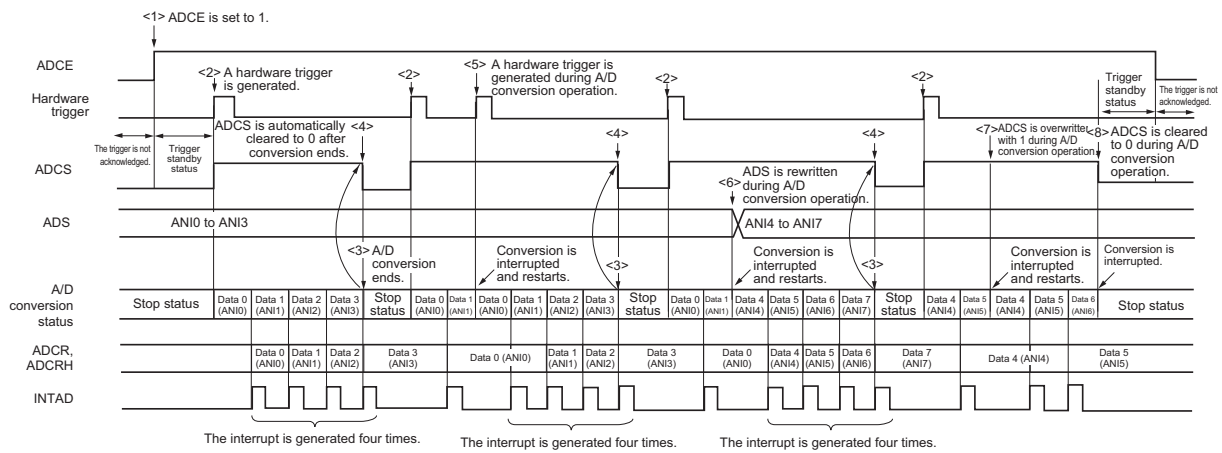 <1> ADCE is set to 1.
ADCE
<2> A hardware trigger
is generated.
<2>
<5> A hardware trigger is
generated during A/D
conversion operation.
<2>
<2>
Trigger
standby
status
The trigger is not
acknowledged.
Hardware
trigger
The trigger is not
acknowledged.
Trigger
standby
status
ADCS is automatically
cleared to 0 after
conversion ends.
<4>
<4>
<4>
<7> ADCS is overwritter
with 1 during A/D
conversion operation.
<8> ADCS is cleared
to 0 during A/D
conversion
operation.
ADCS
<6> ADS is rewritten
during A/D
conversion operation.
ADS
ANI0 to ANI3
ANI4 to ANI7
<3> A/D
conversion
ends.
Conversion is
interrupted
and restarts.
<3>
Conversion is
interrupted
and restarts.
<3>
Conversion is
interrupted
and restarts.
Conversion is
interrupted.
A/D
conversion
status
Stop status
Data 0
(ANI0)
Data 1
(ANI1)
Data 2
(ANI2)
Data 3
(ANI3)
Stop
status
Data 0
(ANI0)
Data 1
(ANI1)
Data 0
(ANI0)
Data 1
(ANI1)
Data 2
(ANI2)
Data 3
(ANI3)
Stop
status
Data 0
(ANI0)
Data 1
(ANI1)
Data 4
(ANI4)
Data 5
(ANI5)
Data 6
(ANI6)
Data 7
(ANI7)
Stop
status
Data 4
(ANI4)
Data 5
(ANI5)
Data 4
(ANI4)
Data 5
(ANI5)
Data 6
(ANI6)
Stop status
ADCR,
ADCRH
Data 0
(ANI0)
Data 1
(ANI1)
Data 2
(ANI2)
Data 3
(ANI3)
Data 0 (ANI0)
Data 1
(ANI1)
Data 2
(ANI2)
Data 3
(ANI3)
Data 0
(ANI0)
Data 4
(ANI4)
Data 5
(ANI5)
Data 6
(ANI6)
Data 7
(ANI7)
Data 4 (ANI4)
Data 5
(ANI5)
INTAD
The interrupt is generated four times.
The interrupt is generated four times.
The interrupt is generated four times.